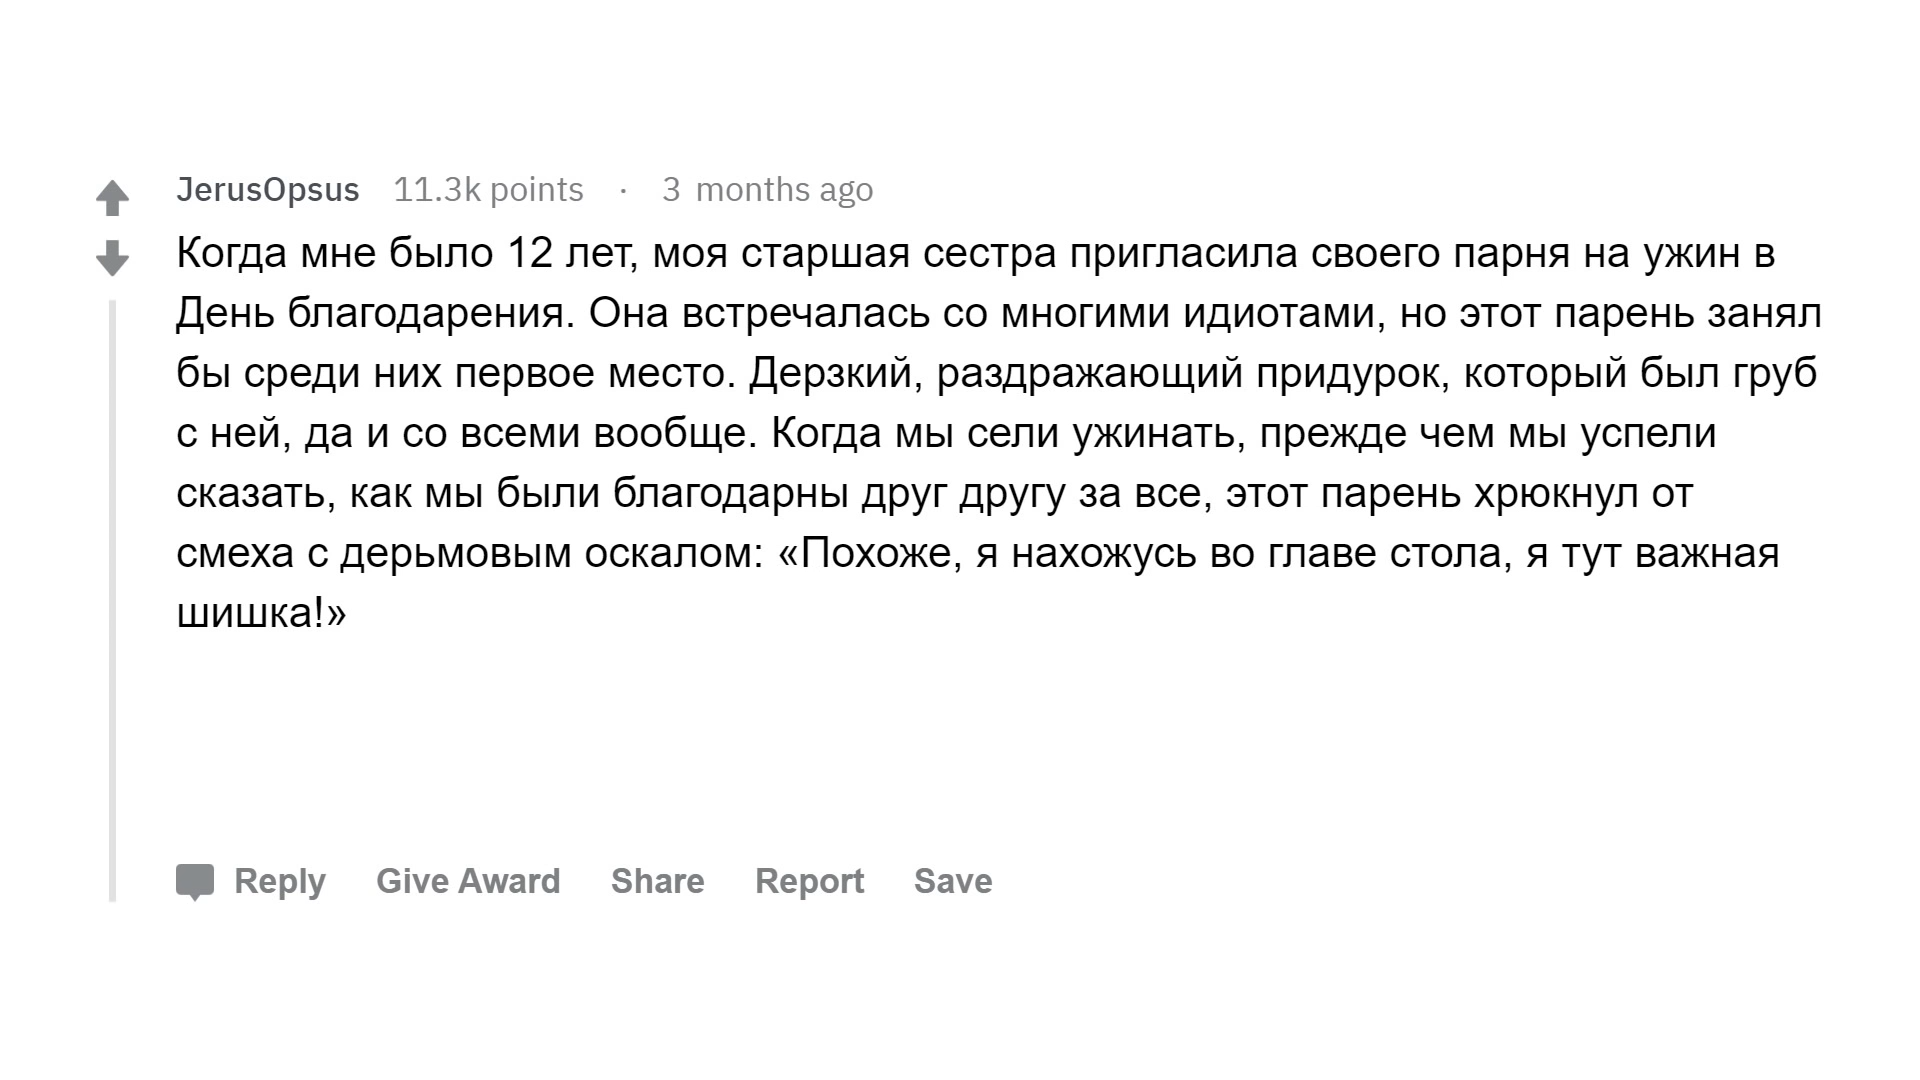 JerusOpsus 11.3k points · 3 months ago
Когда мне было 12 лет, моя старшая сестра пригласила своего парня на ужин в
День благодарения. Она встречалась со многими идиотами, но этот парень занял
бы среди них первое место. Дерзкий, раздражающий придурок, который был груб
с ней, да и со всеми вообще. Когда мы сели ужинать, прежде чем мы успели
сказать, как мы были благодарны друг другу за все, этот парень хрюкнул от
смеха с дерьмовым оскалом: «Похоже, я нахожусь во главе стола, я тут важная
шишка!»
Reply Give Award Share Report Save